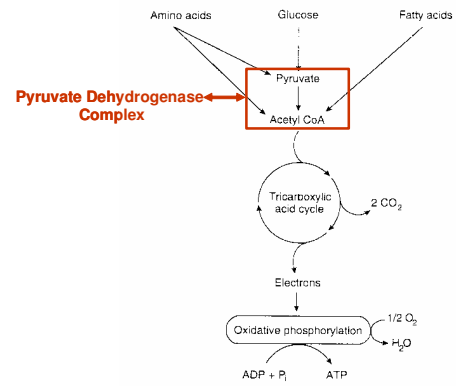 Amino acids
Glucose
Fatty acids
Pyruvate
Pyruvate Dehydrogenase
Complex
Acetyl CoA
Tricarboxylic
acid cycle
2 CO₂
Electrons
1/2 O₂
Oxidative phosphorylation
H₂O
ADP + Pᵢ
ATP